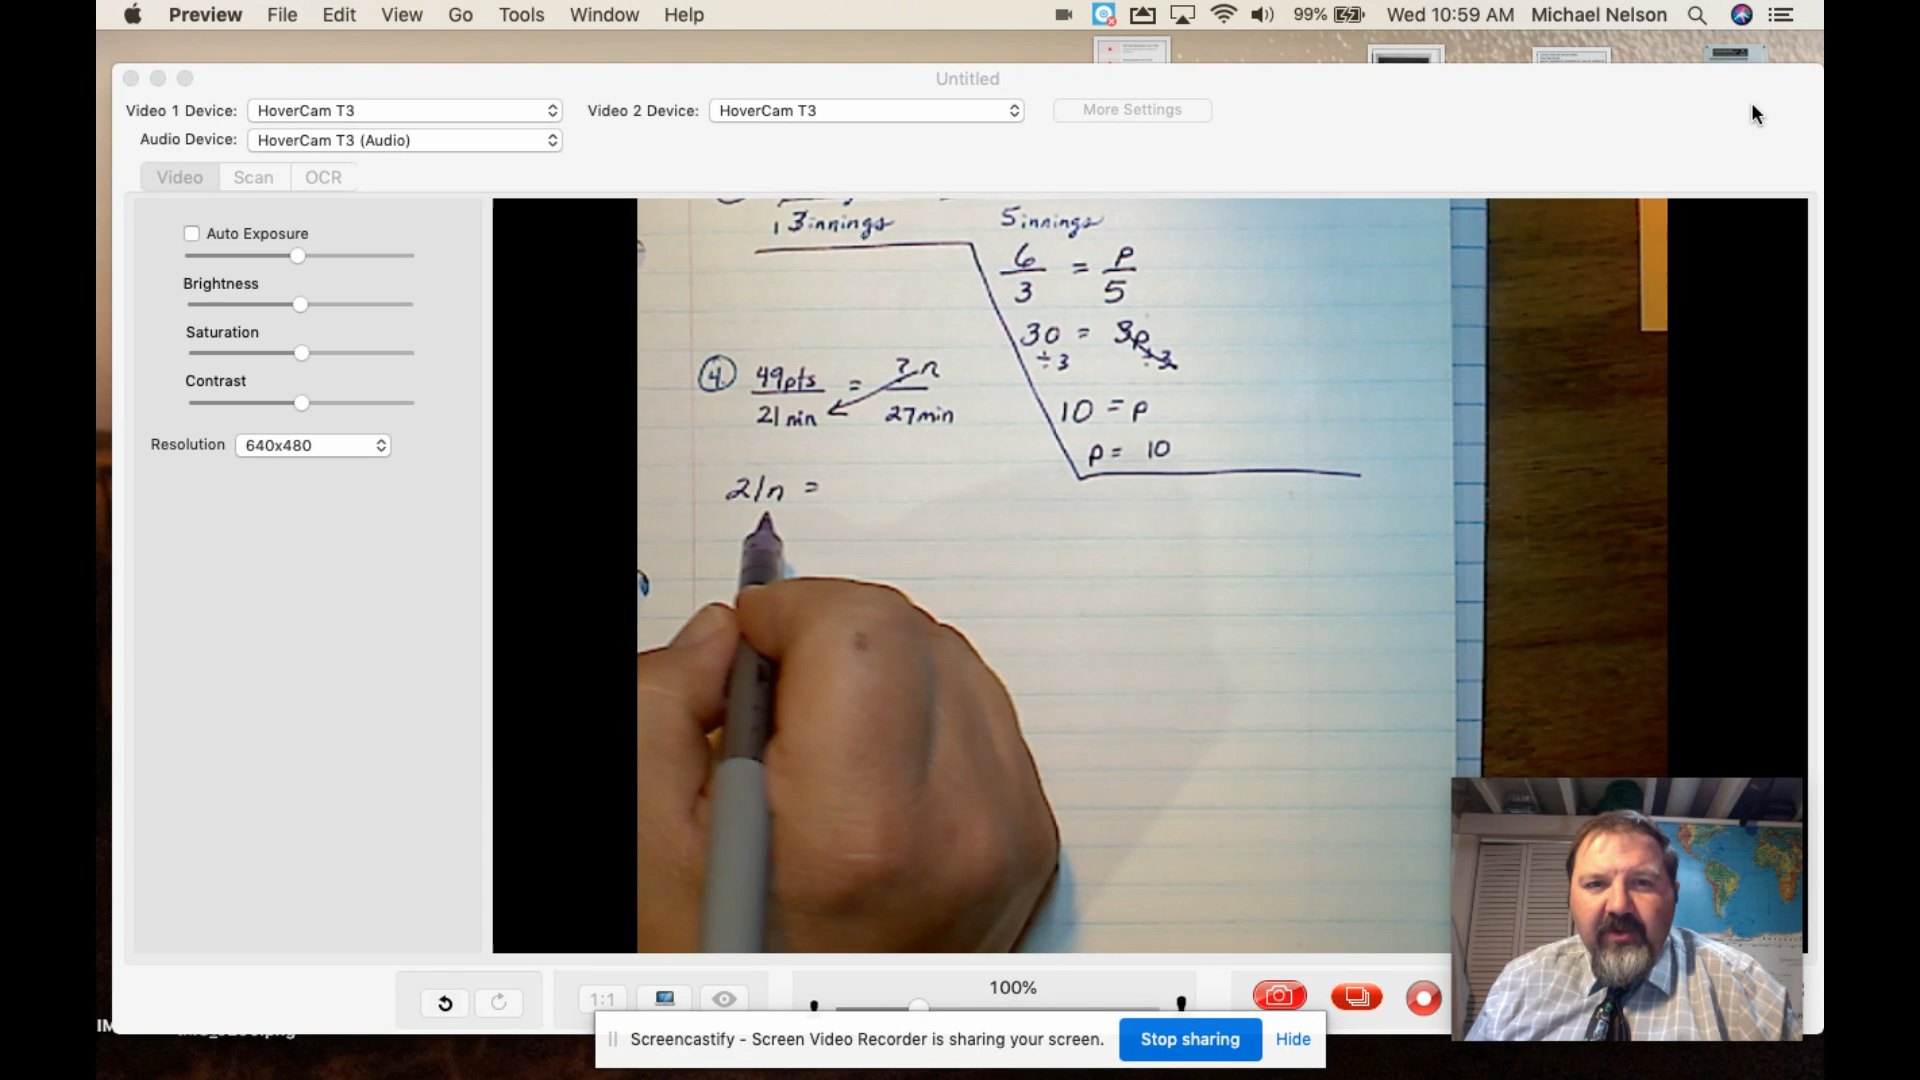 Preview File Edit View Go Tools Window Help 99% Wed 10:59 AM Michael Nelson
Untitled
Video 1 Device: HoverCam T3 Video 2 Device: HoverCam T3 More Settings
Audio Device: HoverCam T3 (Audio)
Video Scan OCR
Auto Exposure
Brightness
Saturation
Contrast
Resolution 640x480
3 innings 5 innings
6/3 = P/5
30 = 3p
÷3 ÷3
10 = p
p = 10
4. 49pts/21 min = ? n/27 min
21n =
1:1 100%
Screencastify - Screen Video Recorder is sharing your screen. Stop sharing Hide